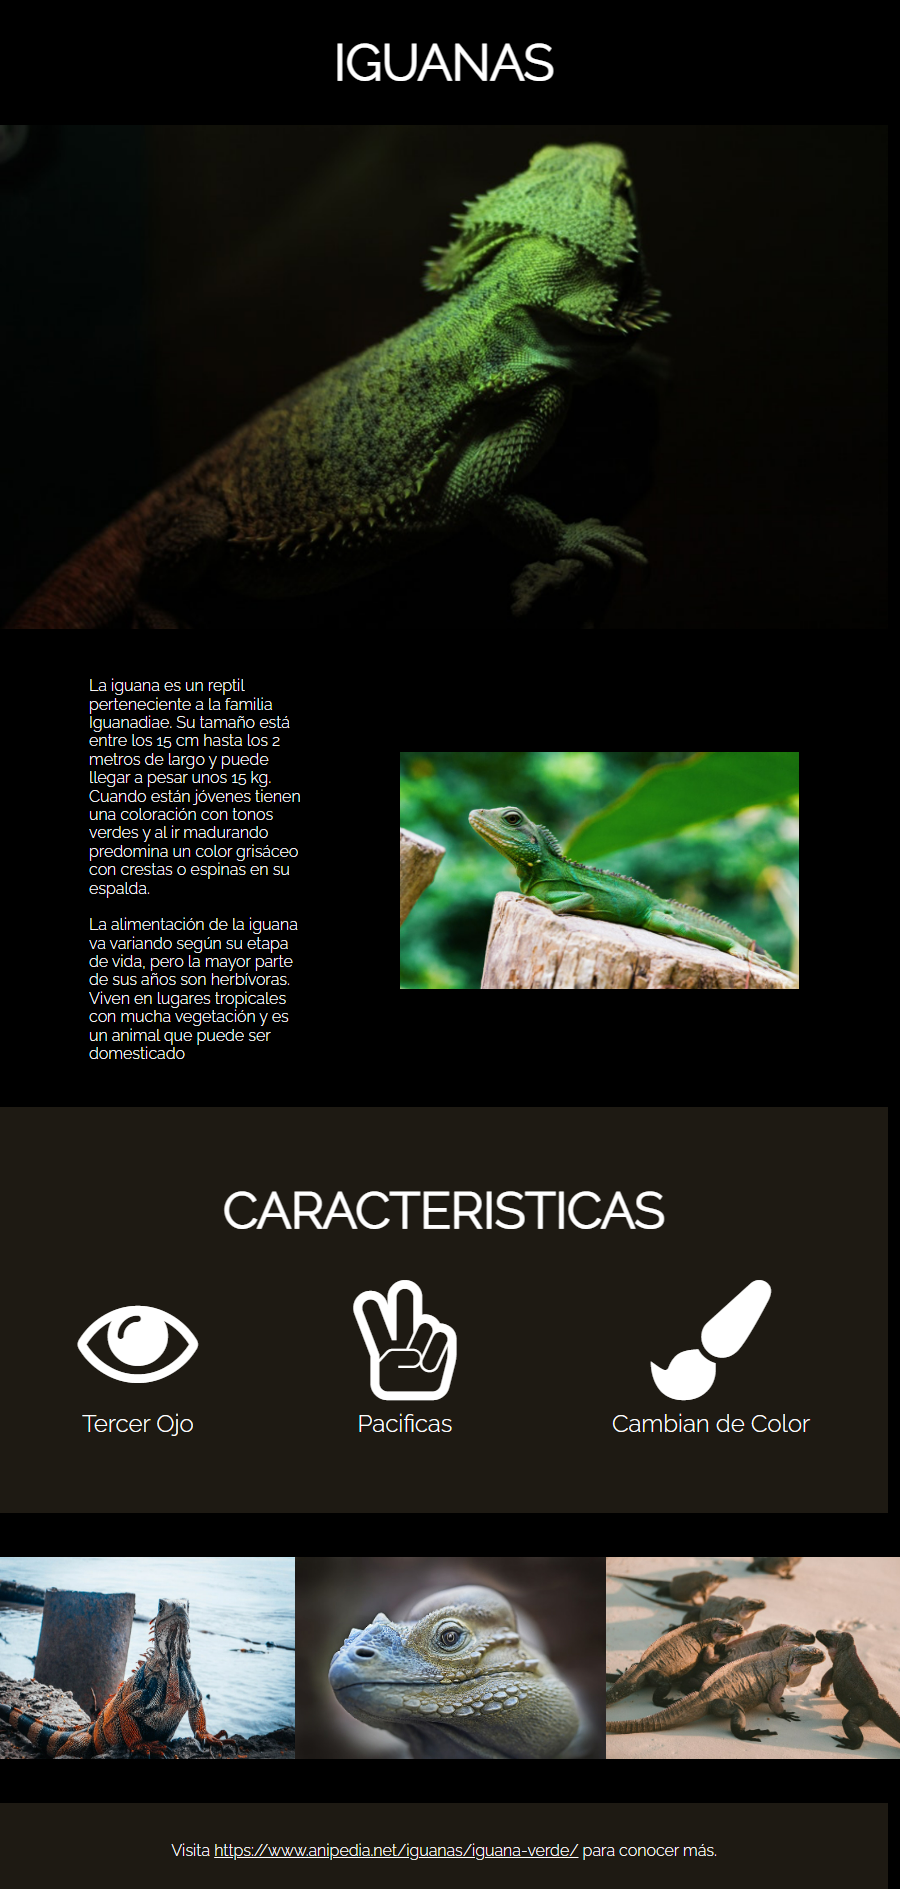 IGUANAS
La iguana es un reptil
perteneciente a la familia
Iguanadiae. Su tamaño está
entre los 15 cm hasta los 2
metros de largo y puede
llegar a pesar unos 15 kg.
Cuando están jóvenes tienen
una coloración con tonos
verdes y al ir madurando
predomina un color grisáceo
con crestas o espinas en su
espalda.
La alimentación de la iguana
va variando según su etapa
de vida, pero la mayor parte
de sus años son herbívoras.
Viven en lugares tropicales
con mucha vegetación y es
un animal que puede ser
domesticado
CARACTERISTICAS
Tercer Ojo
Pacificas
Cambian de Color
Visita https://www.anipedia.net/iguanas/iguana-verde/ para conocer más.